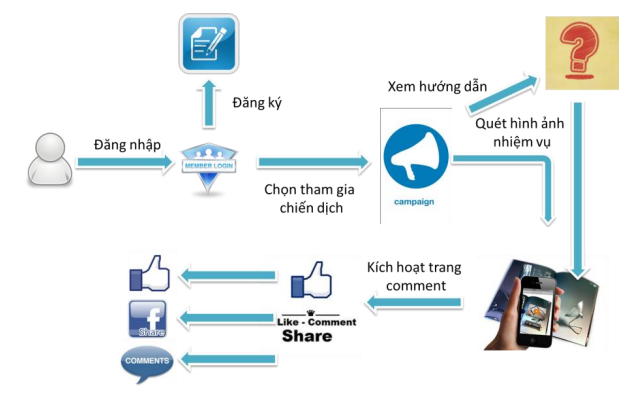 Đăng ký
Xem hướng dẫn
Đăng nhập
MEMBER LOGIN
Quét hình ảnh
nhiệm vụ
Chọn tham gia
chiến dịch
campaign
Kích hoạt trang
comment
Like - Comment
Share
f
Share
COMMENTS